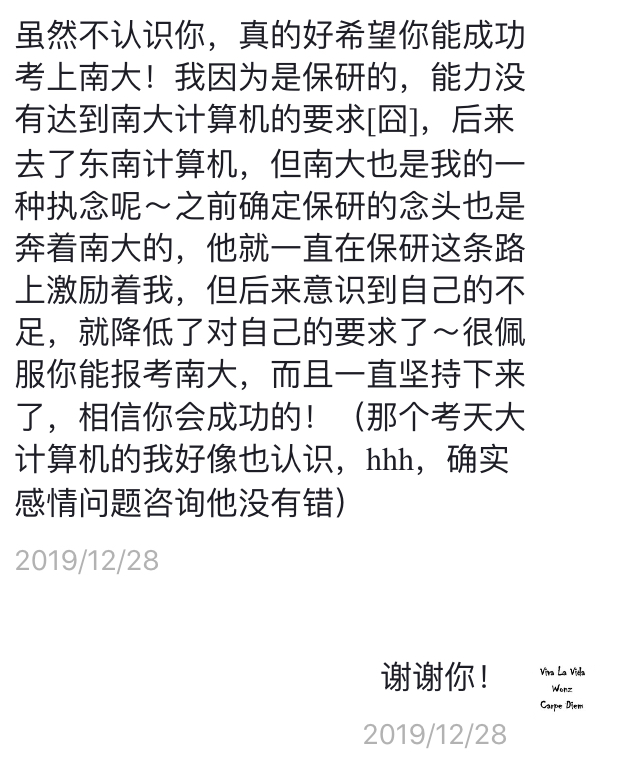 虽然不认识你，真的好希望你能成功
考上南大！我因为是保研的，能力没
有达到南大计算机的要求[囧]，后来
去了东南计算机，但南大也是我的一
种执念呢～之前确定保研的念头也是
奔着南大的，他就一直在保研这条路
上激励着我，但后来意识到自己的不
足，就降低了对自己的要求了～很佩
服你能报考南大，而且一直坚持下来
了，相信你会成功的！（那个考天大
计算机的我好像也认识，hhh，确实
感情问题咨询他没有错）
2019/12/28
谢谢你！
Viva La Vida
Wonz
Carpe Diem
2019/12/28